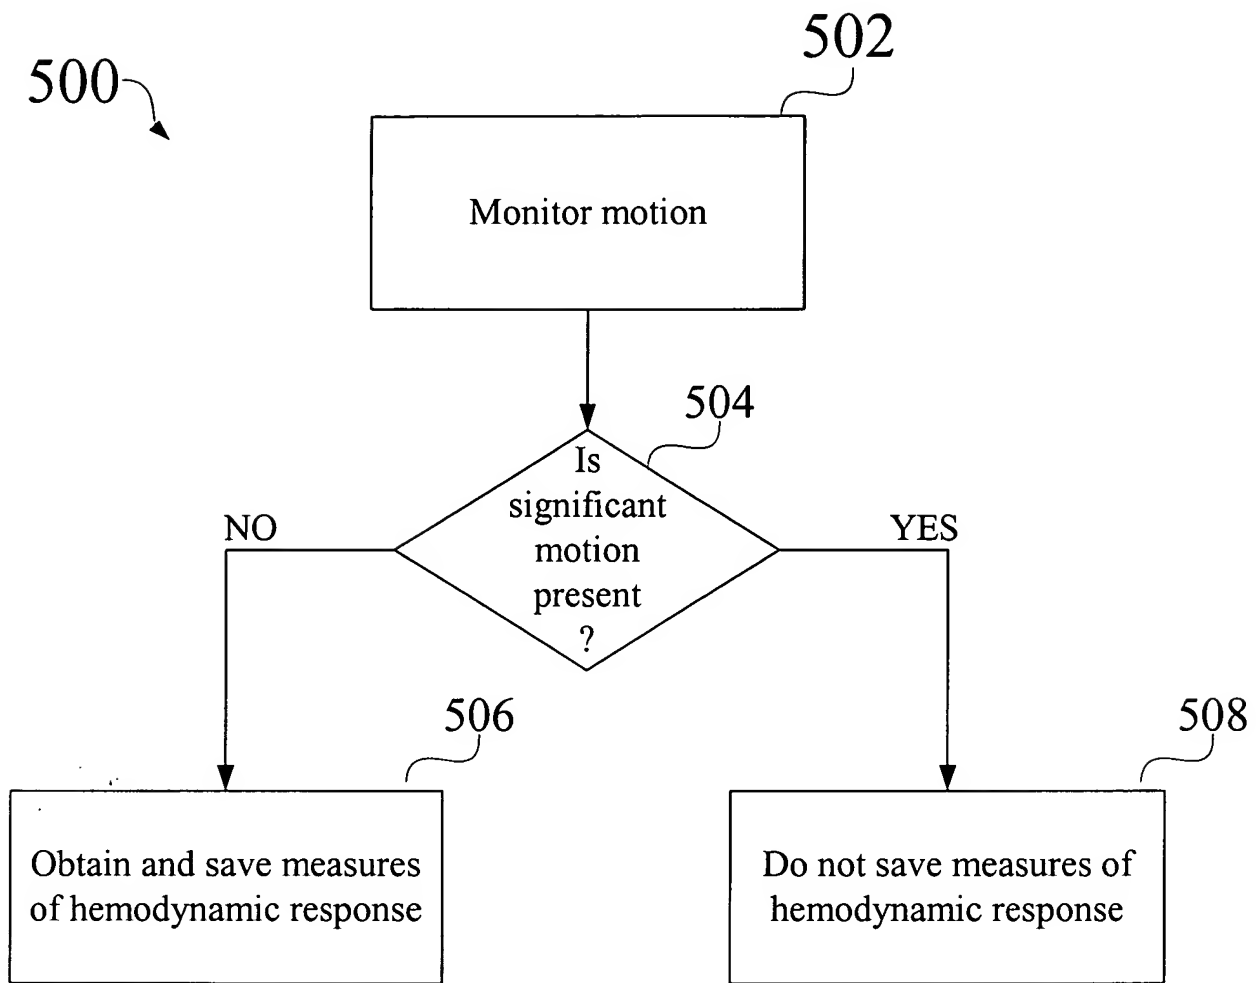 502
500
Monitor motion
504
Is
significant
motion
present
?
NO
YES
506
508
Obtain and save measures
of hemodynamic response
Do not save measures of
hemodynamic response